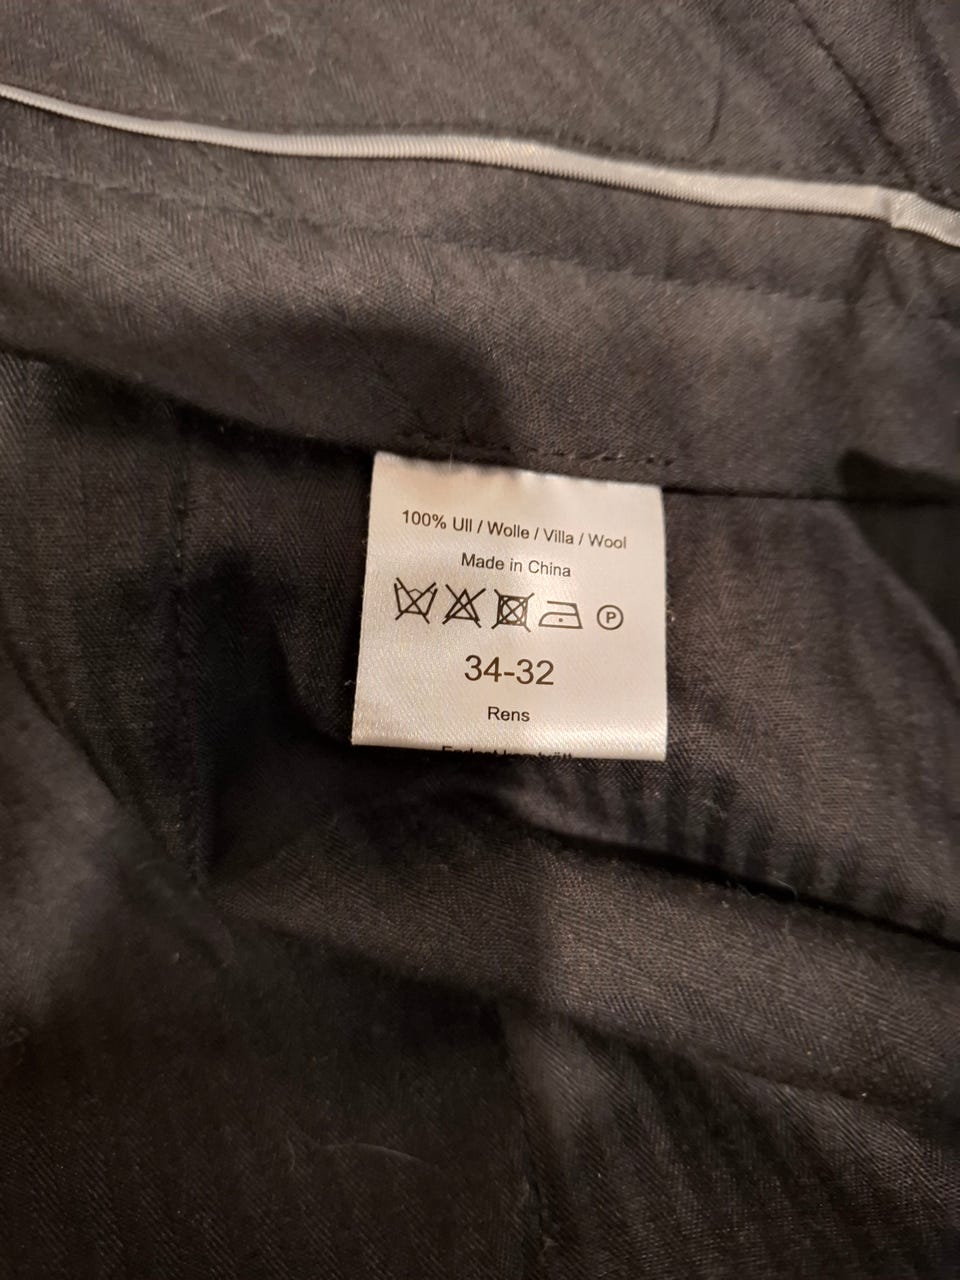 100% Ull / Wolle / Villa / Wool
Made in China
P
34-32
Rens